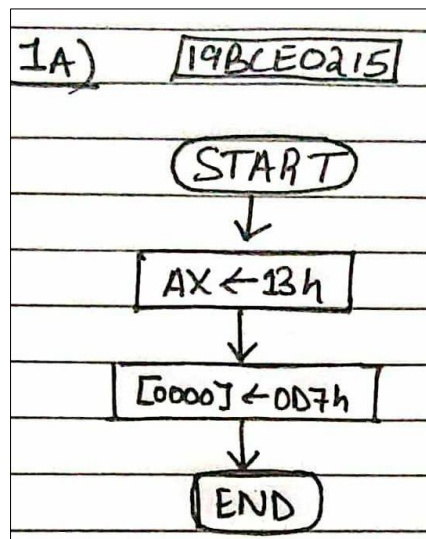 1A) 19BCE0215
START
AX ← 13h
[0000] ← 0D7h
END